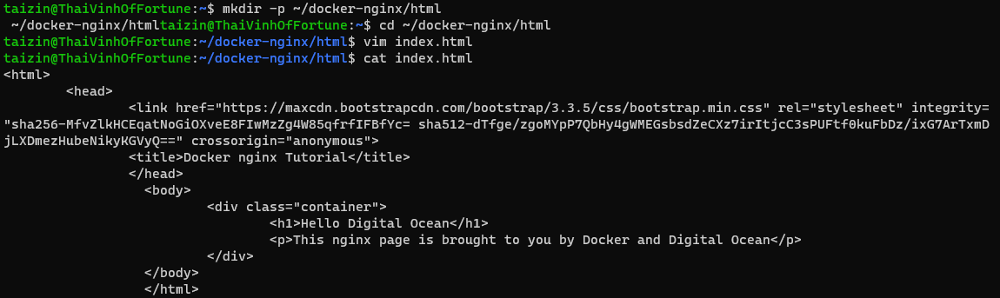 taizin@ThaiVinhOfFortune:~$ mkdir -p ~/docker-nginx/html
 ~/docker-nginx/htmltaizin@ThaiVinhOfFortune:~$ cd ~/docker-nginx/html
taizin@ThaiVinhOfFortune:~/docker-nginx/html$ vim index.html
taizin@ThaiVinhOfFortune:~/docker-nginx/html$ cat index.html
<html>
        <head>
                <link href="https://maxcdn.bootstrapcdn.com/bootstrap/3.3.5/css/bootstrap.min.css" rel="stylesheet" integrity=
"sha256-MfvZlkHCEqatNoGiOXveE8FIwMzZg4W85qfrfIFBfYc= sha512-dTfge/zgoMYpP7QbHy4gWMEGsbsdZeCXz7irItjcC3sPUFtf0kuFbDz/ixG7ArTxmD
jLXDmezHubeNikyKGVyQ==" crossorigin="anonymous">
                <title>Docker nginx Tutorial</title>
                </head>
                  <body>
                          <div class="container">
                                  <h1>Hello Digital Ocean</h1>
                                  <p>This nginx page is brought to you by Docker and Digital Ocean</p>
                          </div>
                  </body>
                  </html>